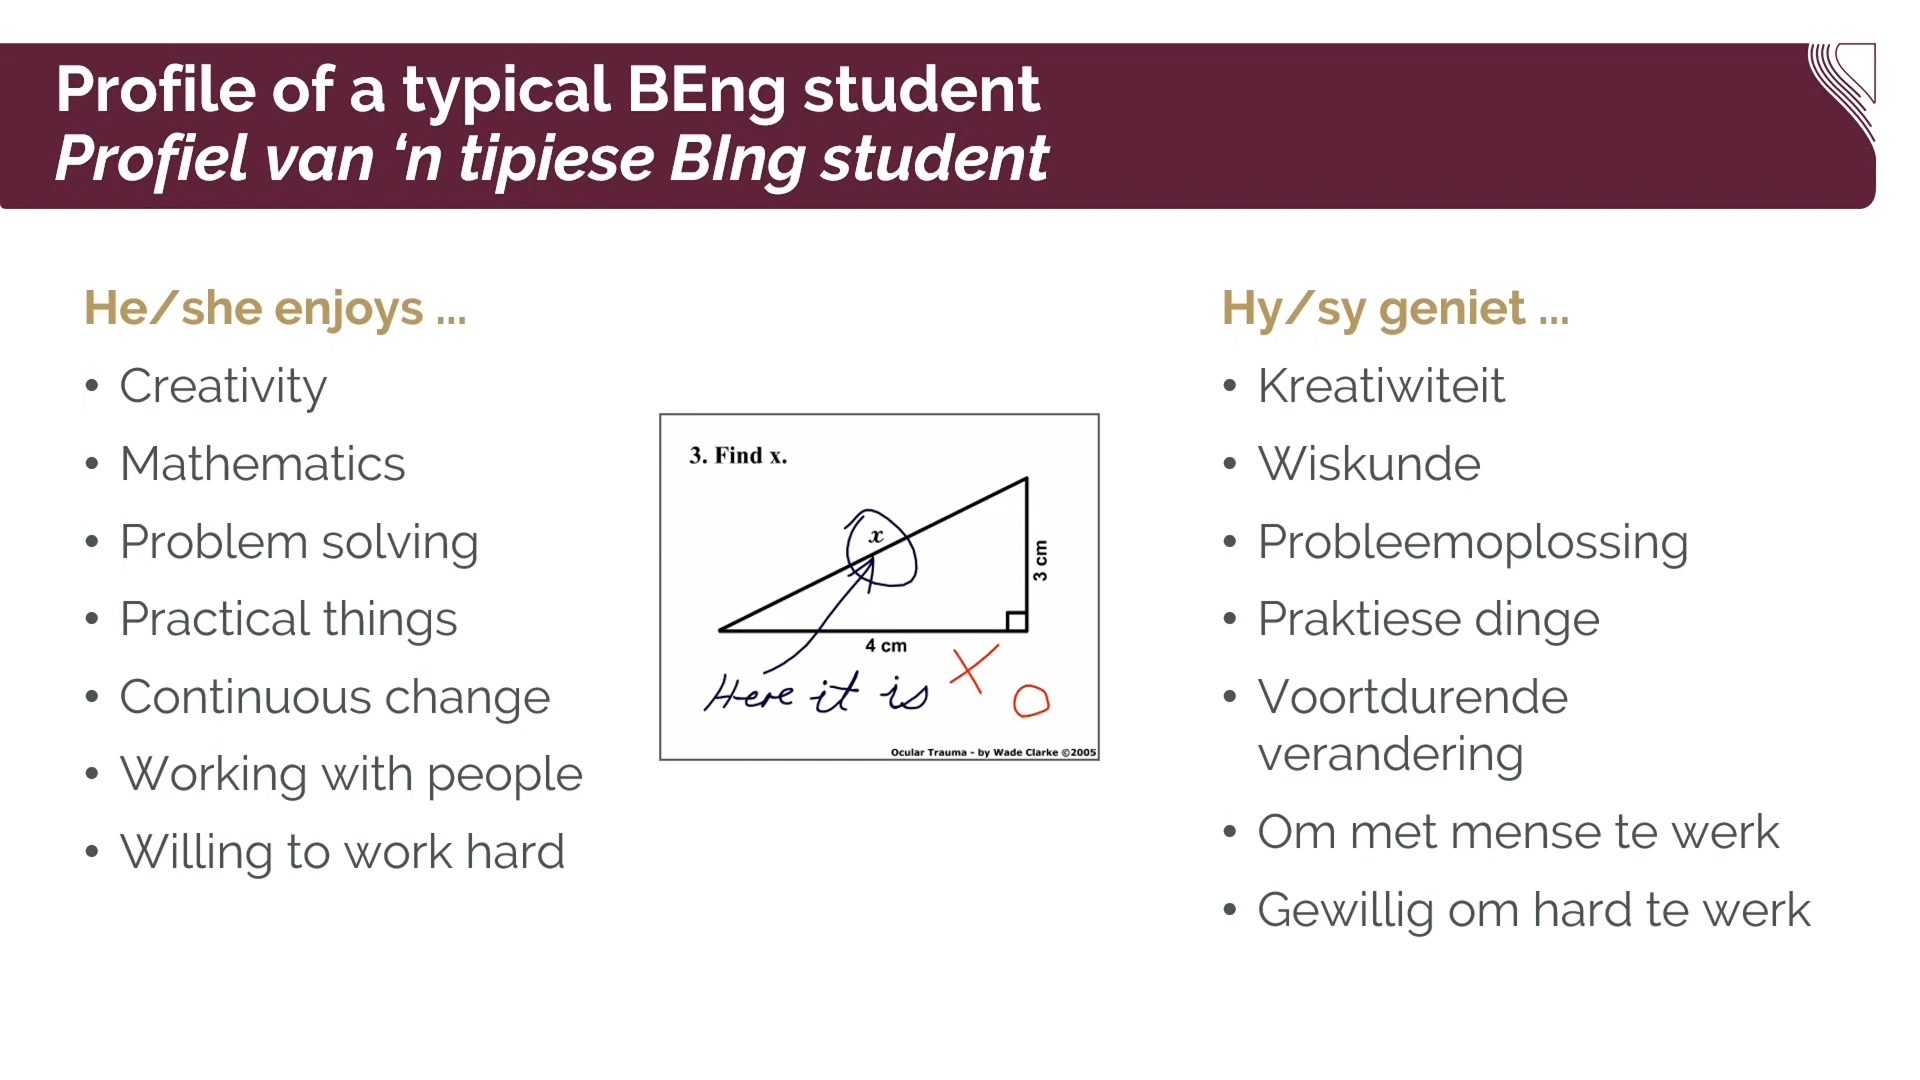 Profile of a typical BEng student
Profiel van ‘n tipiese BIng student
He/she enjoys ...
• Creativity
• Mathematics
• Problem solving
• Practical things
• Continuous change
• Working with people
• Willing to work hard
3. Find x.
x
3 cm
4 cm
Here it is
X O
Ocular Trauma - by Wade Clarke ©2005
Hy/sy geniet ...
• Kreatiwiteit
• Wiskunde
• Probleemoplossing
• Praktiese dinge
• Voortdurende
verandering
• Om met mense te werk
• Gewillig om hard te werk